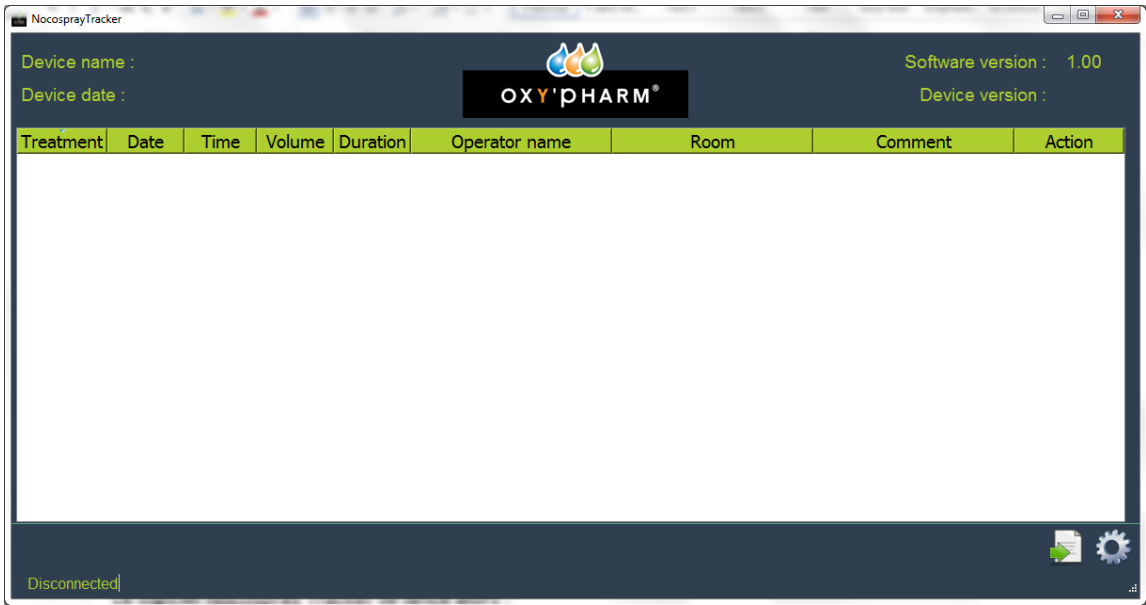 NocosprayTracker
Device name :
Software version : 1.00
Device date :
OXY'PHARM®
Device version :
Treatment Date Time Volume Duration Operator name Room Comment Action
Disconnected